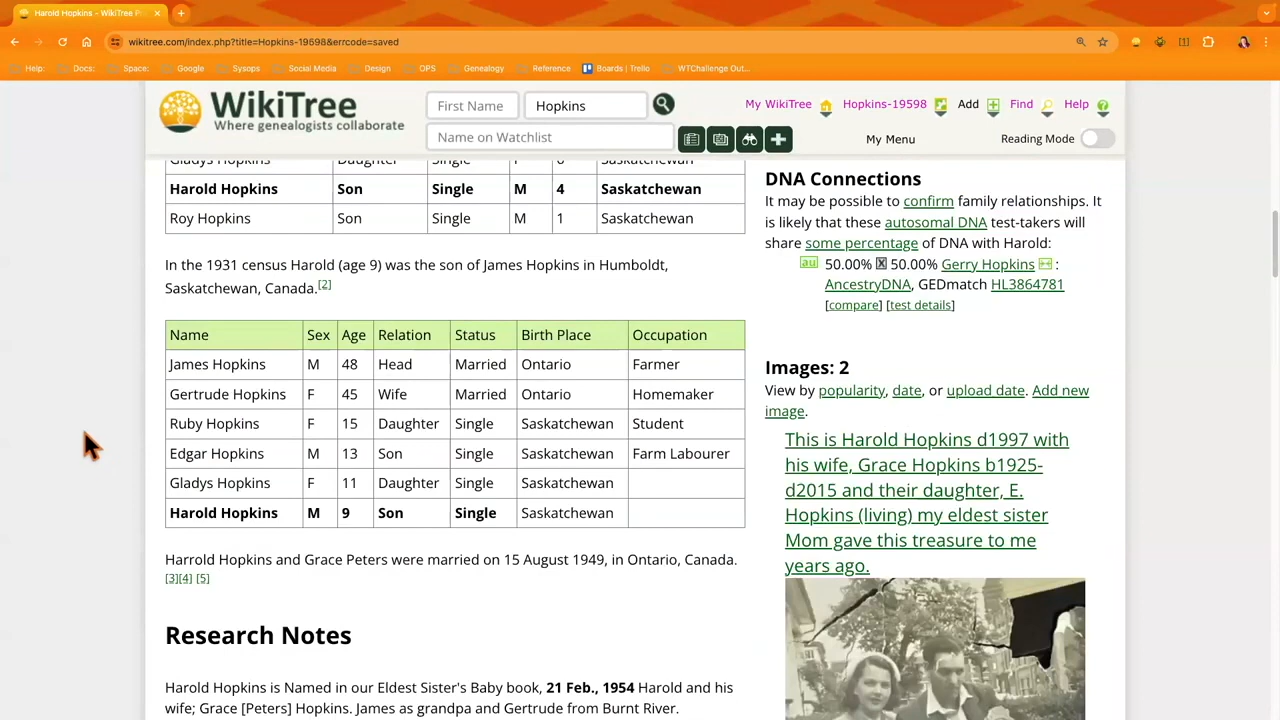 Harold Hopkins - WikiTree Pr
wikitree.com/index.php?title=Hopkins-19598&errcode=saved
Help: Docs: Space: Google Sysops Social Media Design OPS Genealogy Reference Boards | Trello WTChallenge Out...
WikiTree
Where genealogists collaborate
First Name Hopkins
Name on Watchlist
My WikiTree Hopkins-19598 Add Find Help
My Menu Reading Mode
Gladys Hopkins Daughter Single F 6 Saskatchewan
Harold Hopkins Son Single M 4 Saskatchewan
Roy Hopkins Son Single M 1 Saskatchewan
In the 1931 census Harold (age 9) was the son of James Hopkins in Humboldt,
Saskatchewan, Canada.[2]
Name Sex Age Relation Status Birth Place Occupation
James Hopkins M 48 Head Married Ontario Farmer
Gertrude Hopkins F 45 Wife Married Ontario Homemaker
Ruby Hopkins F 15 Daughter Single Saskatchewan Student
Edgar Hopkins M 13 Son Single Saskatchewan Farm Labourer
Gladys Hopkins F 11 Daughter Single Saskatchewan
Harold Hopkins M 9 Son Single Saskatchewan
Harrold Hopkins and Grace Peters were married on 15 August 1949, in Ontario, Canada.
[3][4] [5]
Research Notes
Harold Hopkins is Named in our Eldest Sister's Baby book, 21 Feb., 1954 Harold and his
wife; Grace [Peters] Hopkins. James as grandpa and Gertrude from Burnt River.
DNA Connections
It may be possible to confirm family relationships. It
is likely that these autosomal DNA test-takers will
share some percentage of DNA with Harold:
au 50.00% X 50.00% Gerry Hopkins :
AncestryDNA, GEDmatch HL3864781
[compare] [test details]
Images: 2
View by popularity, date, or upload date. Add new
image.
This is Harold Hopkins d1997 with
his wife, Grace Hopkins b1925-
d2015 and their daughter, E.
Hopkins (living) my eldest sister
Mom gave this treasure to me
years ago.